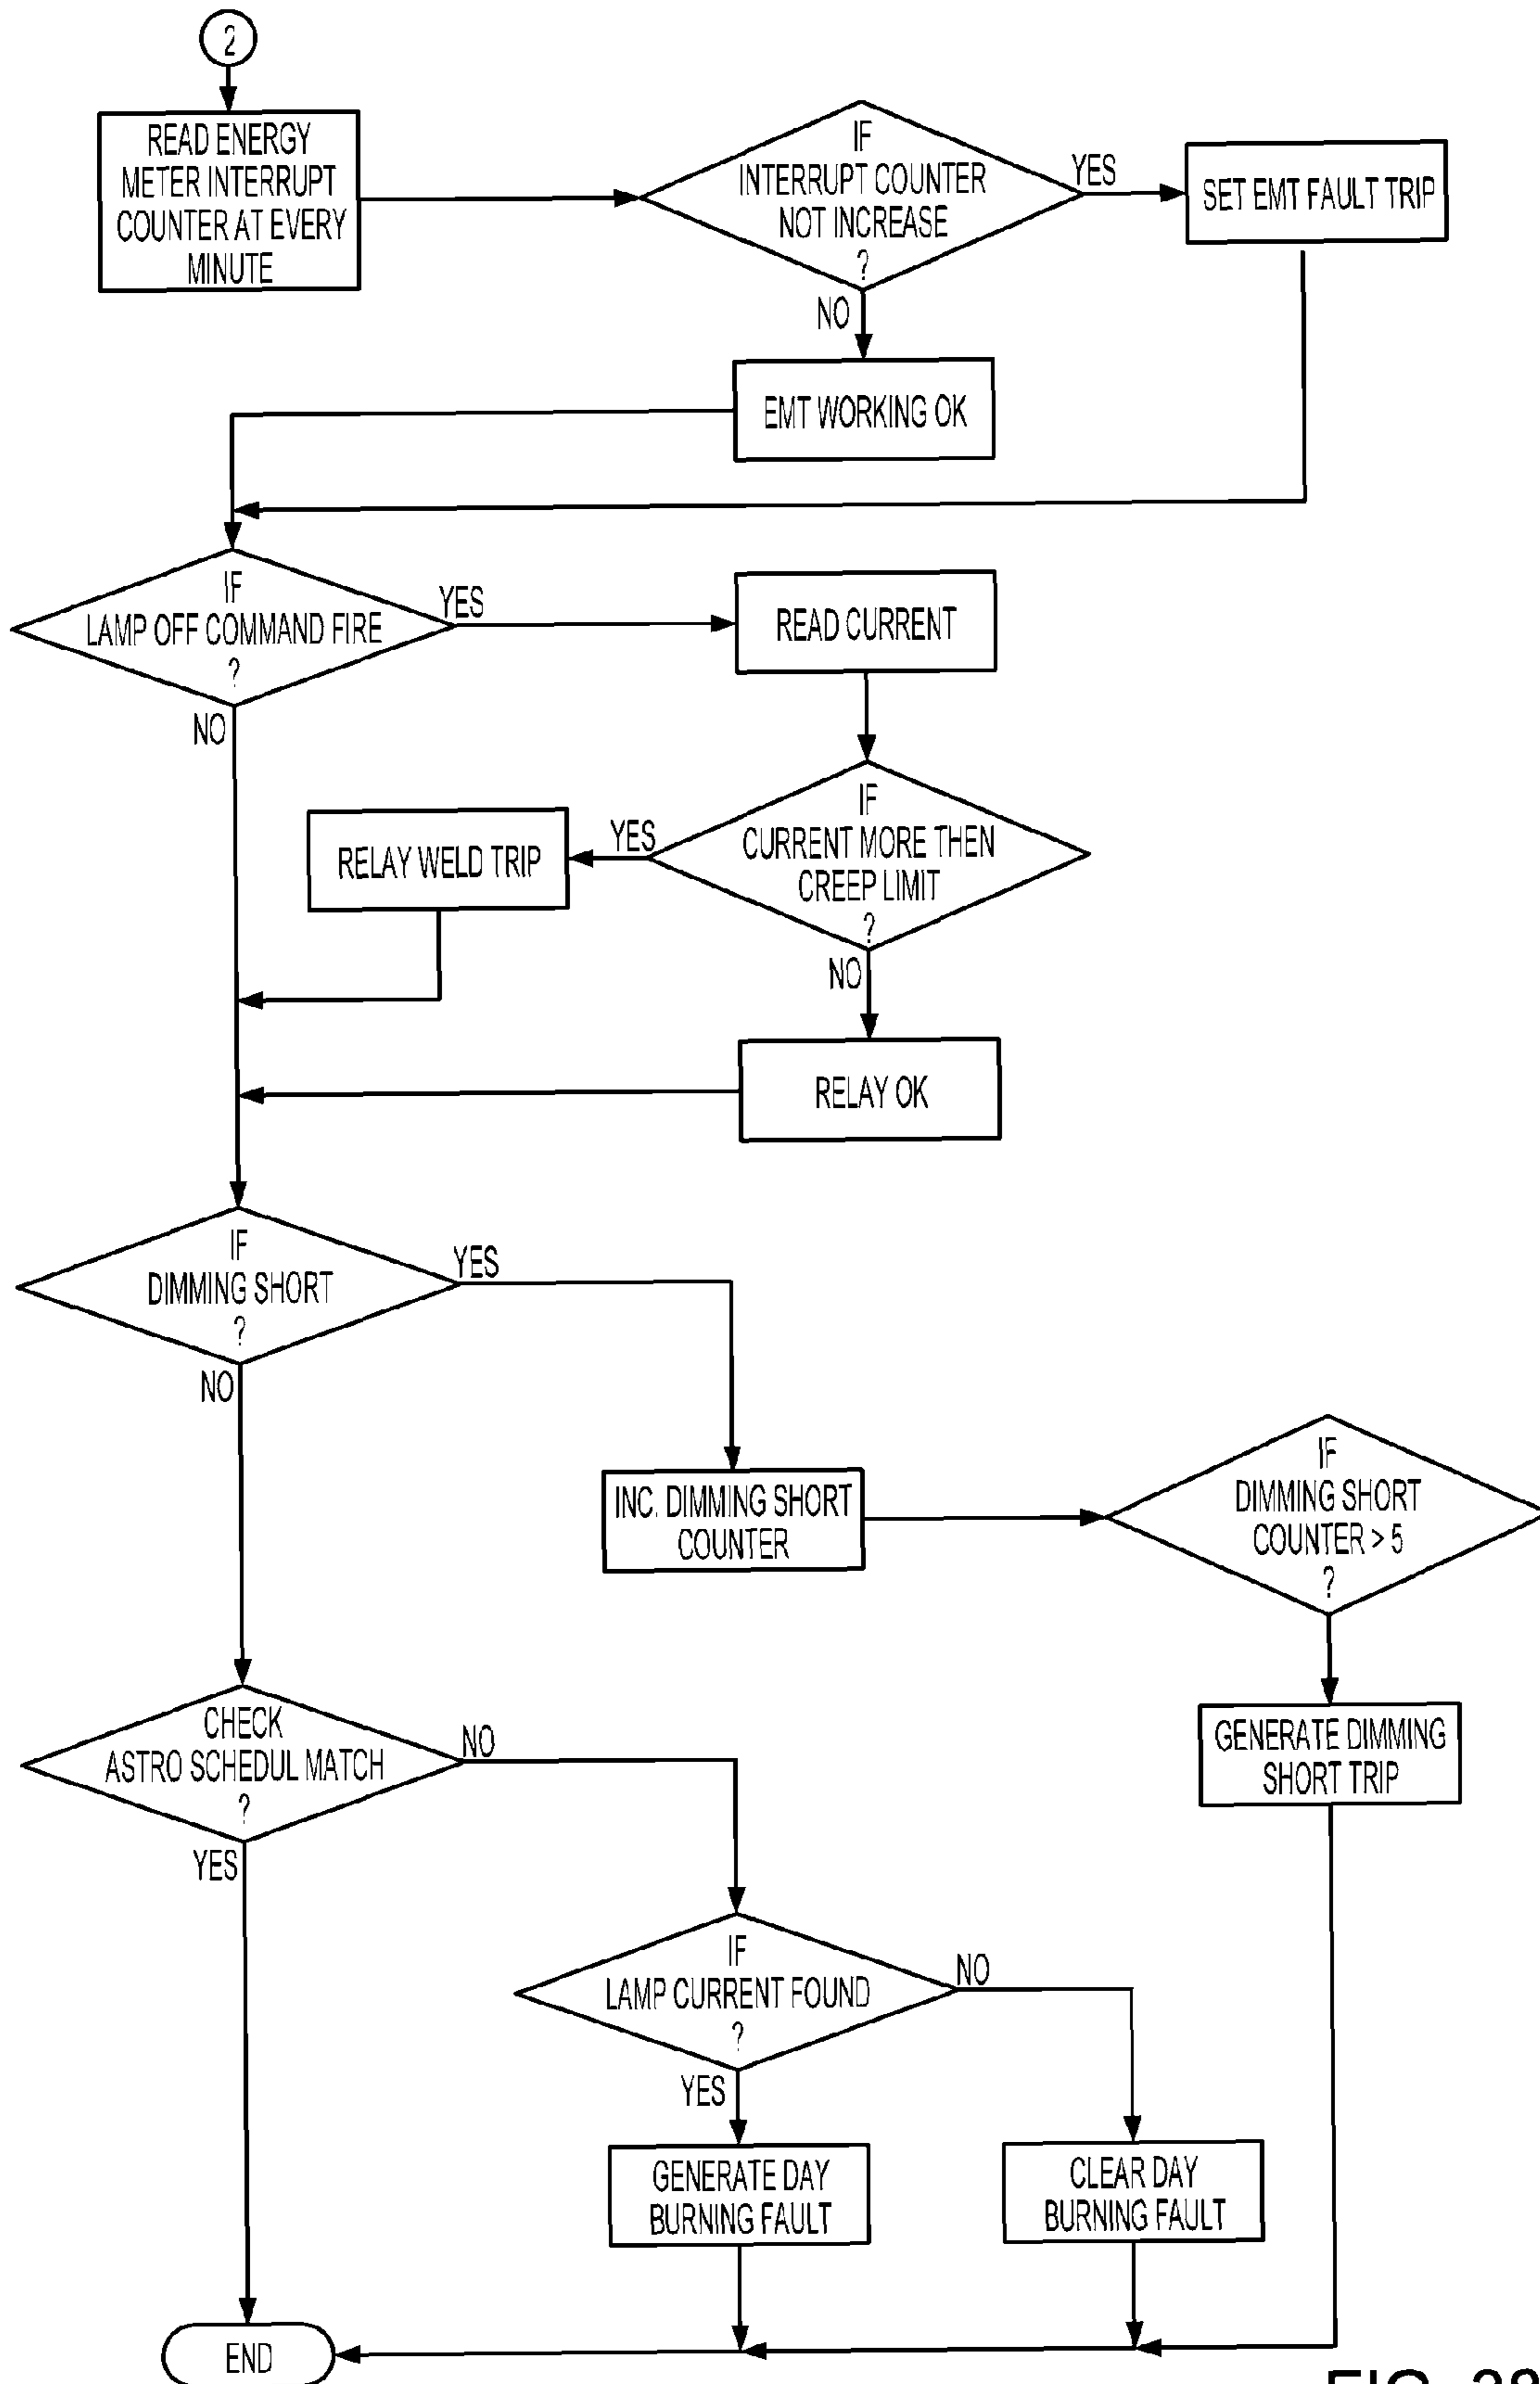 2
READ ENERGY
METER INTERRUPT
COUNTER AT EVERY
MINUTE
IF
INTERRUPT COUNTER
NOT INCREASE
?
YES
SET EMT FAULT TRIP
NO
EMT WORKING OK
IF
LAMP OFF COMMAND FIRE
?
YES
READ CURRENT
NO
IF
CURRENT MORE THEN
CREEP LIMIT
?
YES
RELAY WELD TRIP
NO
RELAY OK
IF
DIMMING SHORT
?
YES
NO
INC. DIMMING SHORT
COUNTER
IF
DIMMING SHORT
COUNTER > 5
?
GENERATE DIMMING
SHORT TRIP
CHECK
ASTRO SCHEDUL MATCH
?
NO
YES
IF
LAMP CURRENT FOUND
?
NO
YES
GENERATE DAY
BURNING FAULT
CLEAR DAY
BURNING FAULT
END